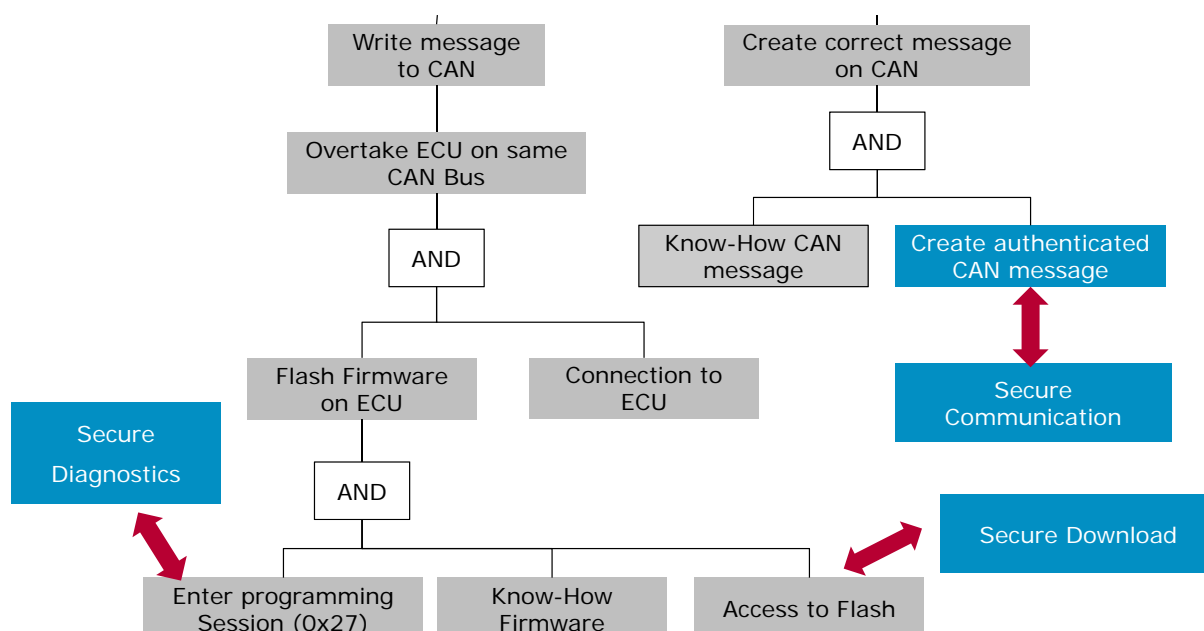 Write message
to CAN
Create correct message
on CAN
AND
Overtake ECU on same
CAN Bus
Know-How CAN
message
Create authenticated
CAN message
AND
Flash Firmware
on ECU
Connection to
ECU
Secure
Communication
Secure
Diagnostics
AND
Secure Download
Enter programming
Session (0x27)
Know-How
Firmware
Access to Flash